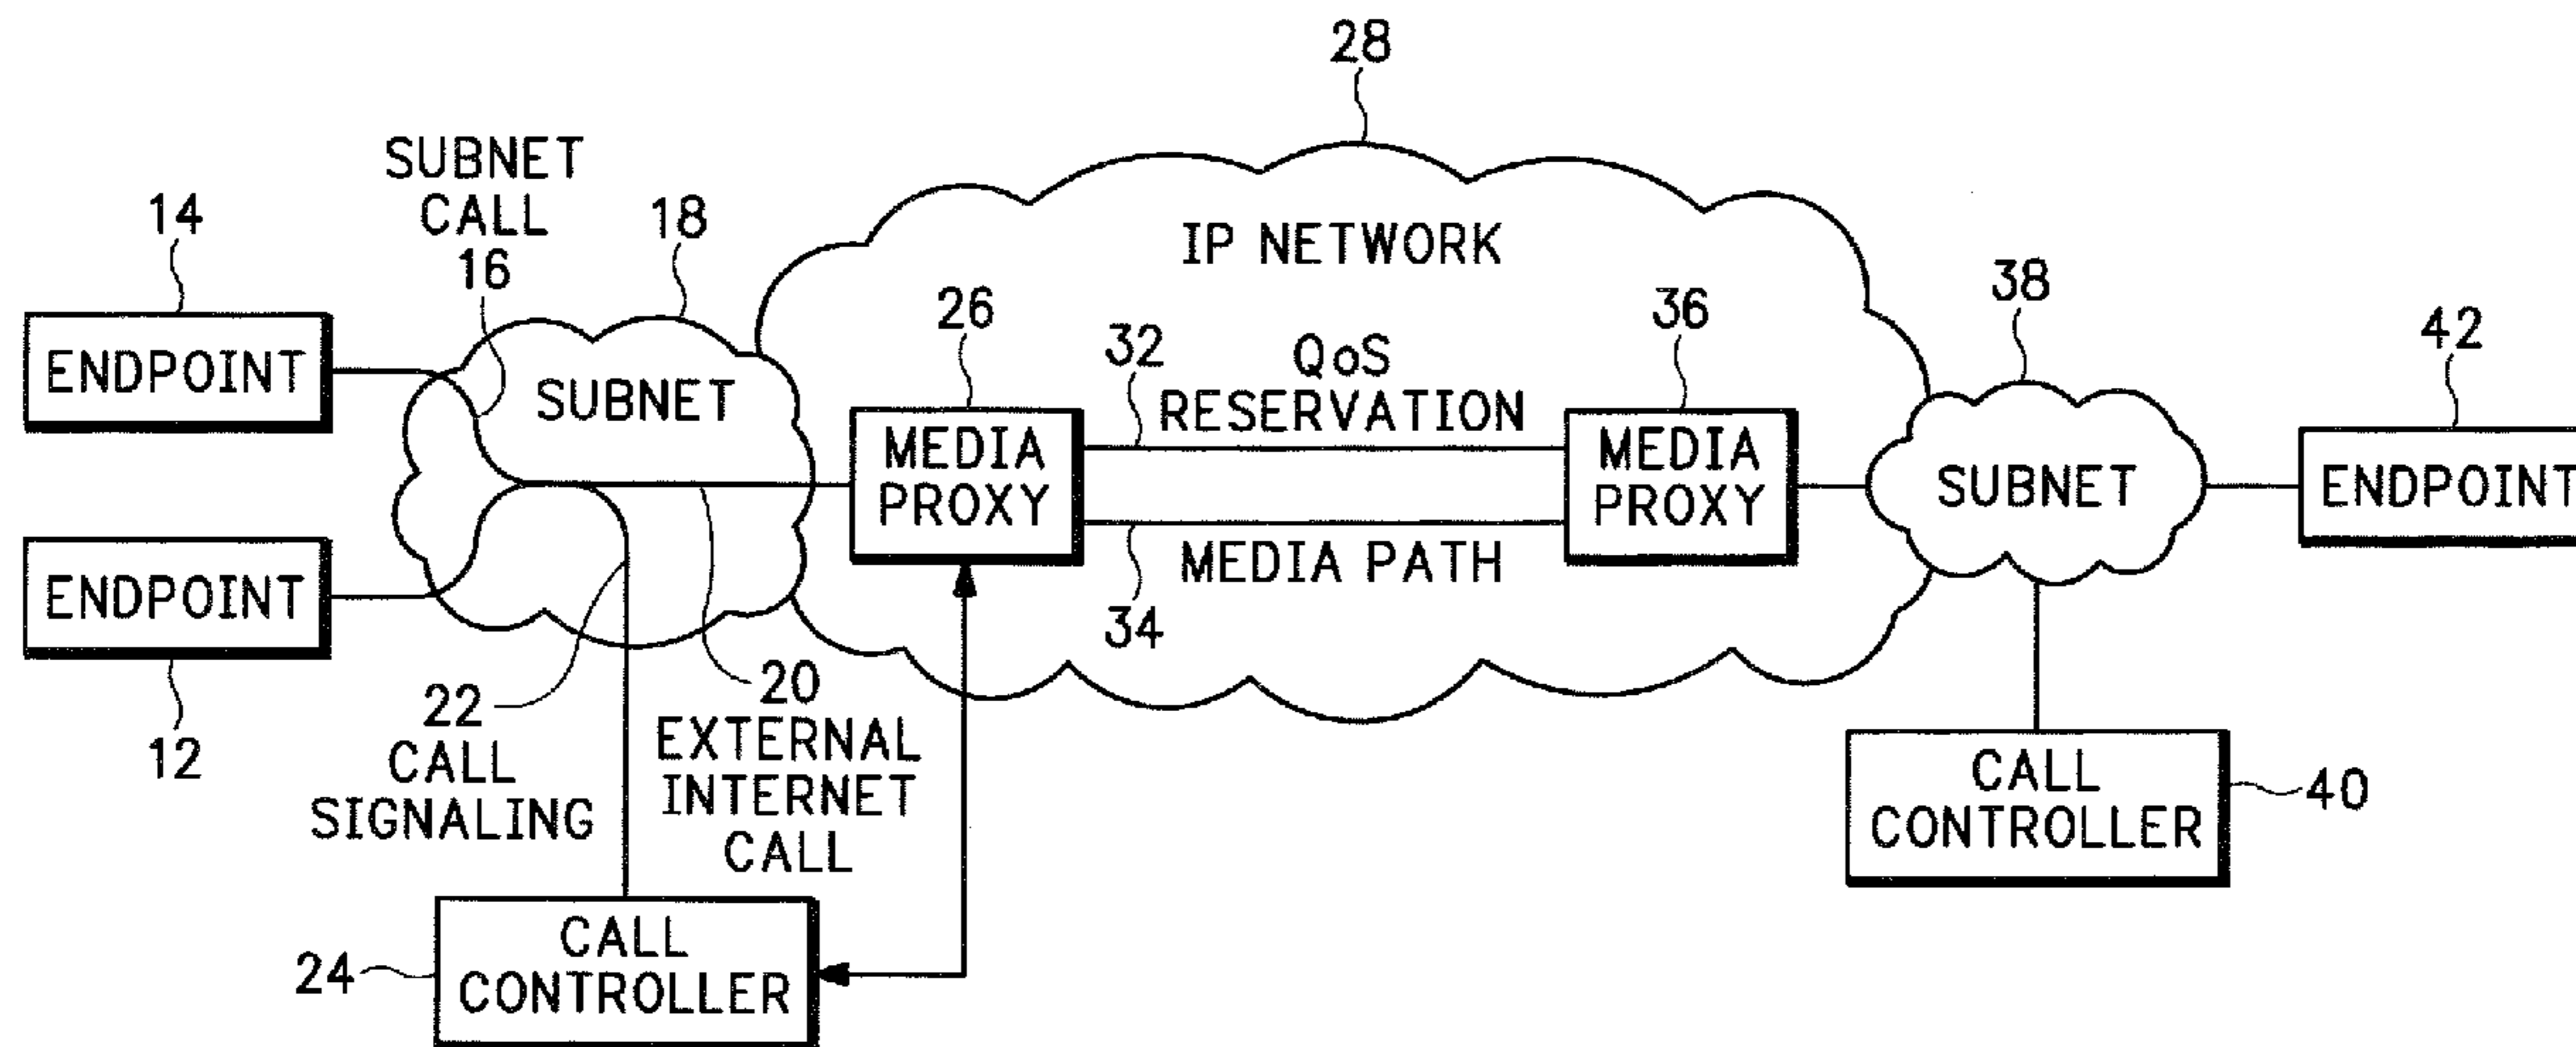 28
SUBNET
CALL
16
14
18
IP NETWORK
26
32
QoS
RESERVATION
36
38
42
ENDPOINT
SUBNET
MEDIA
PROXY
MEDIA
PROXY
SUBNET
ENDPOINT
ENDPOINT
MEDIA PATH
34
12
22
CALL
SIGNALING
20
EXTERNAL
INTERNET
CALL
CALL
CONTROLLER
40
24
CALL
CONTROLLER